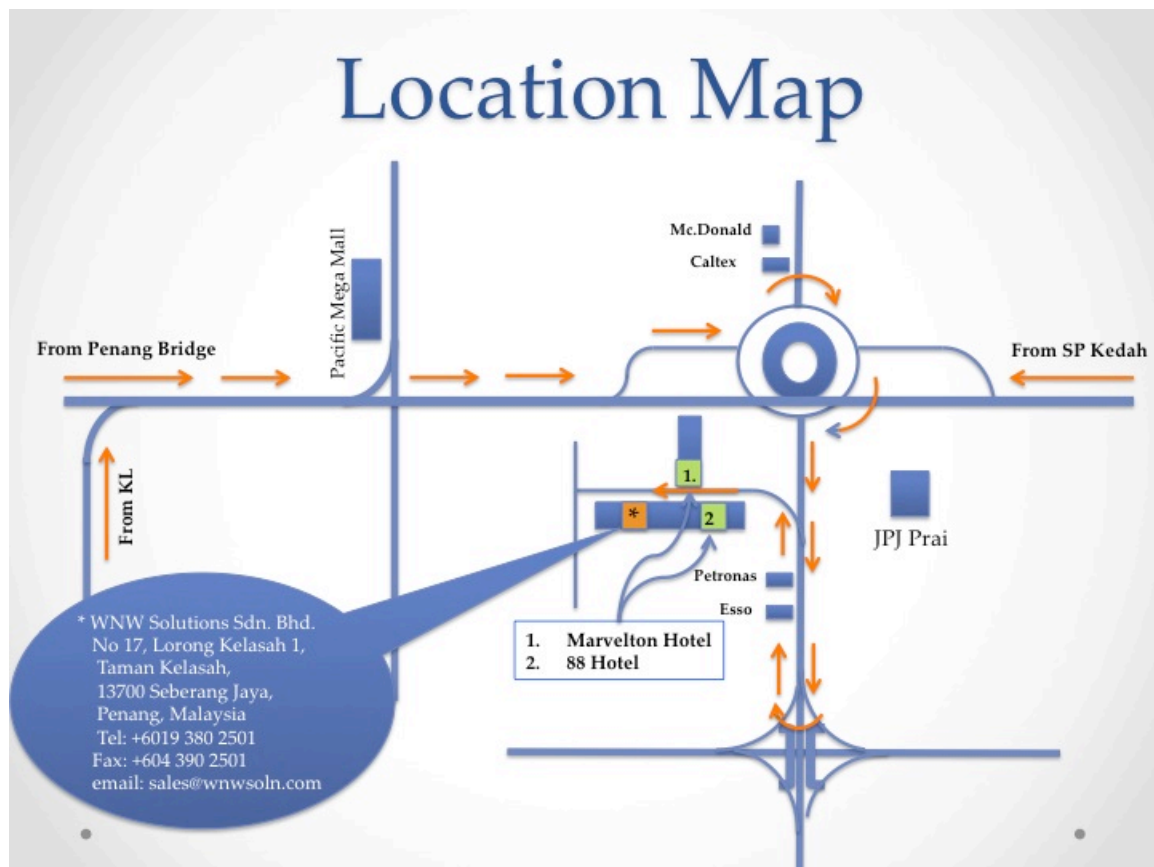 Location Map
Mc.Donald
Caltex
Pacific Mega Mall
From Penang Bridge
From SP Kedah
From KL
1.
*
2
JPJ Prai
Petronas
Esso
1. Marvelton Hotel
2. 88 Hotel
* WNW Solutions Sdn. Bhd.
No 17, Lorong Kelasah 1,
Taman Kelasah,
13700 Seberang Jaya,
Penang, Malaysia
Tel: +6019 380 2501
Fax: +604 390 2501
email: sales@wnwsoln.com